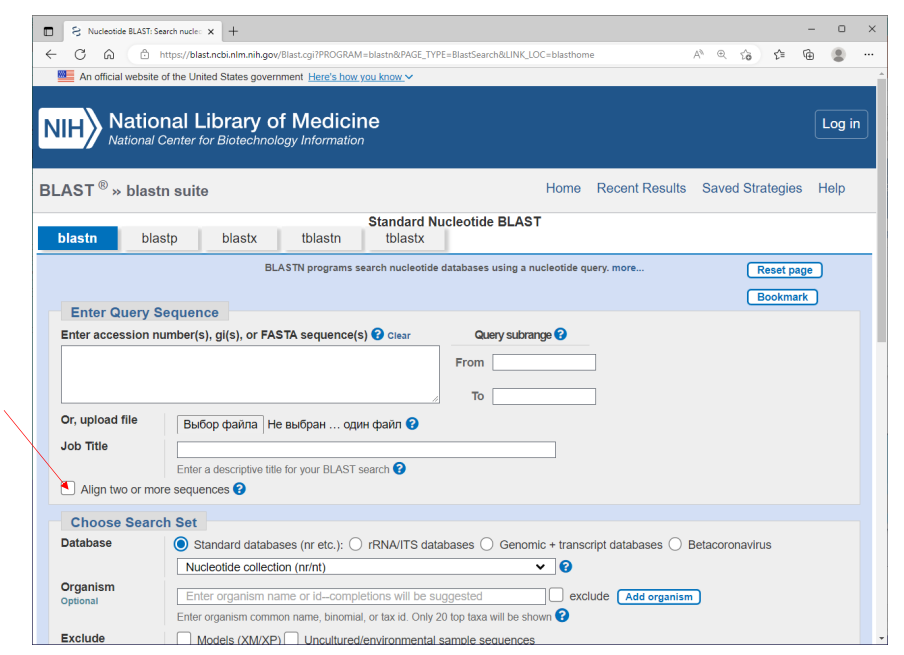 Nucleotide BLAST: Search nucle
https://blast.ncbi.nlm.nih.gov/Blast.cgi?PROGRAM=blastn&PAGE_TYPE=BlastSearch&LINK_LOC=blasthome
An official website of the United States government Here's how you know
NIH National Library of Medicine
National Center for Biotechnology Information
Log in
BLAST ® » blastn suite Home Recent Results Saved Strategies Help
Standard Nucleotide BLAST
blastn blastp blastx tblastn tblastx
BLASTN programs search nucleotide databases using a nucleotide query. more...
Reset page
Bookmark
Enter Query Sequence
Enter accession number(s), gi(s), or FASTA sequence(s) ? Clear Query subrange ?
From
To
Or, upload file Выбор файла Не выбран ... один файл ?
Job Title
Enter a descriptive title for your BLAST search ?
Align two or more sequences ?
Choose Search Set
Database Standard databases (nr etc.): rRNA/ITS databases Genomic + transcript databases Betacoronavirus
Nucleotide collection (nr/nt) ?
Organism
Optional
Enter organism name or id--completions will be suggested exclude Add organism
Enter organism common name, binomial, or tax id. Only 20 top taxa will be shown ?
Exclude Models (XM/XP) Uncultured/environmental sample sequences